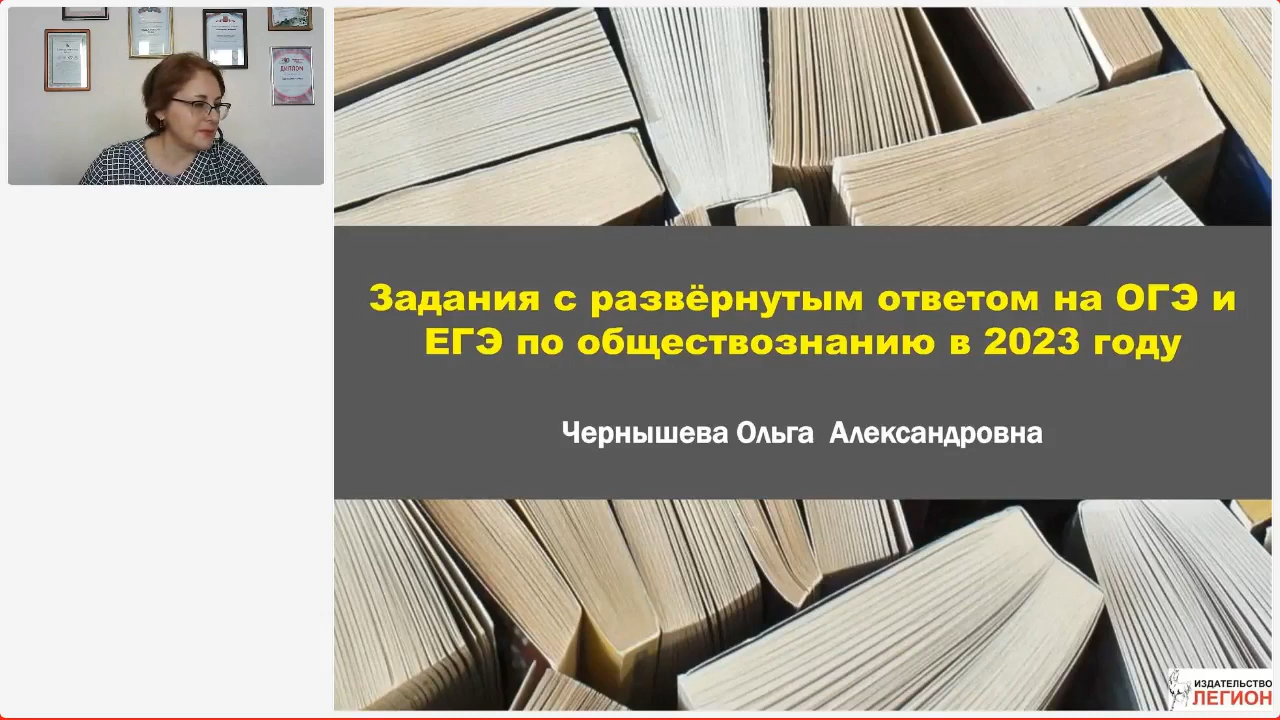 ДИПЛОМ
Задания с развёрнутым ответом на ОГЭ и
ЕГЭ по обществознанию в 2023 году
Чернышева Ольга Александровна
ИЗДАТЕЛЬСТВО
ЛЕГИОН